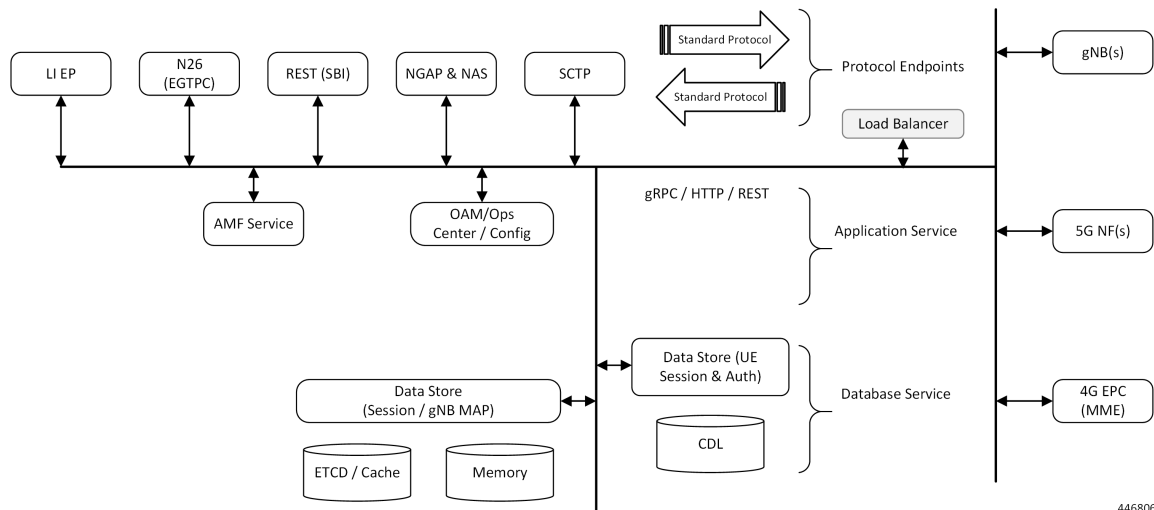 Standard Protocol
gNB(s)
LI EP
N26
(EGTPC)
REST (SBI)
NGAP & NAS
SCTP
Protocol Endpoints
Standard Protocol
Load Balancer
gRPC / HTTP / REST
AMF Service
OAM/Ops
Center / Config
Application Service
5G NF(s)
Data Store (UE
Session & Auth)
Data Store
(Session / gNB MAP)
Database Service
4G EPC
(MME)
CDL
ETCD / Cache
Memory
446806